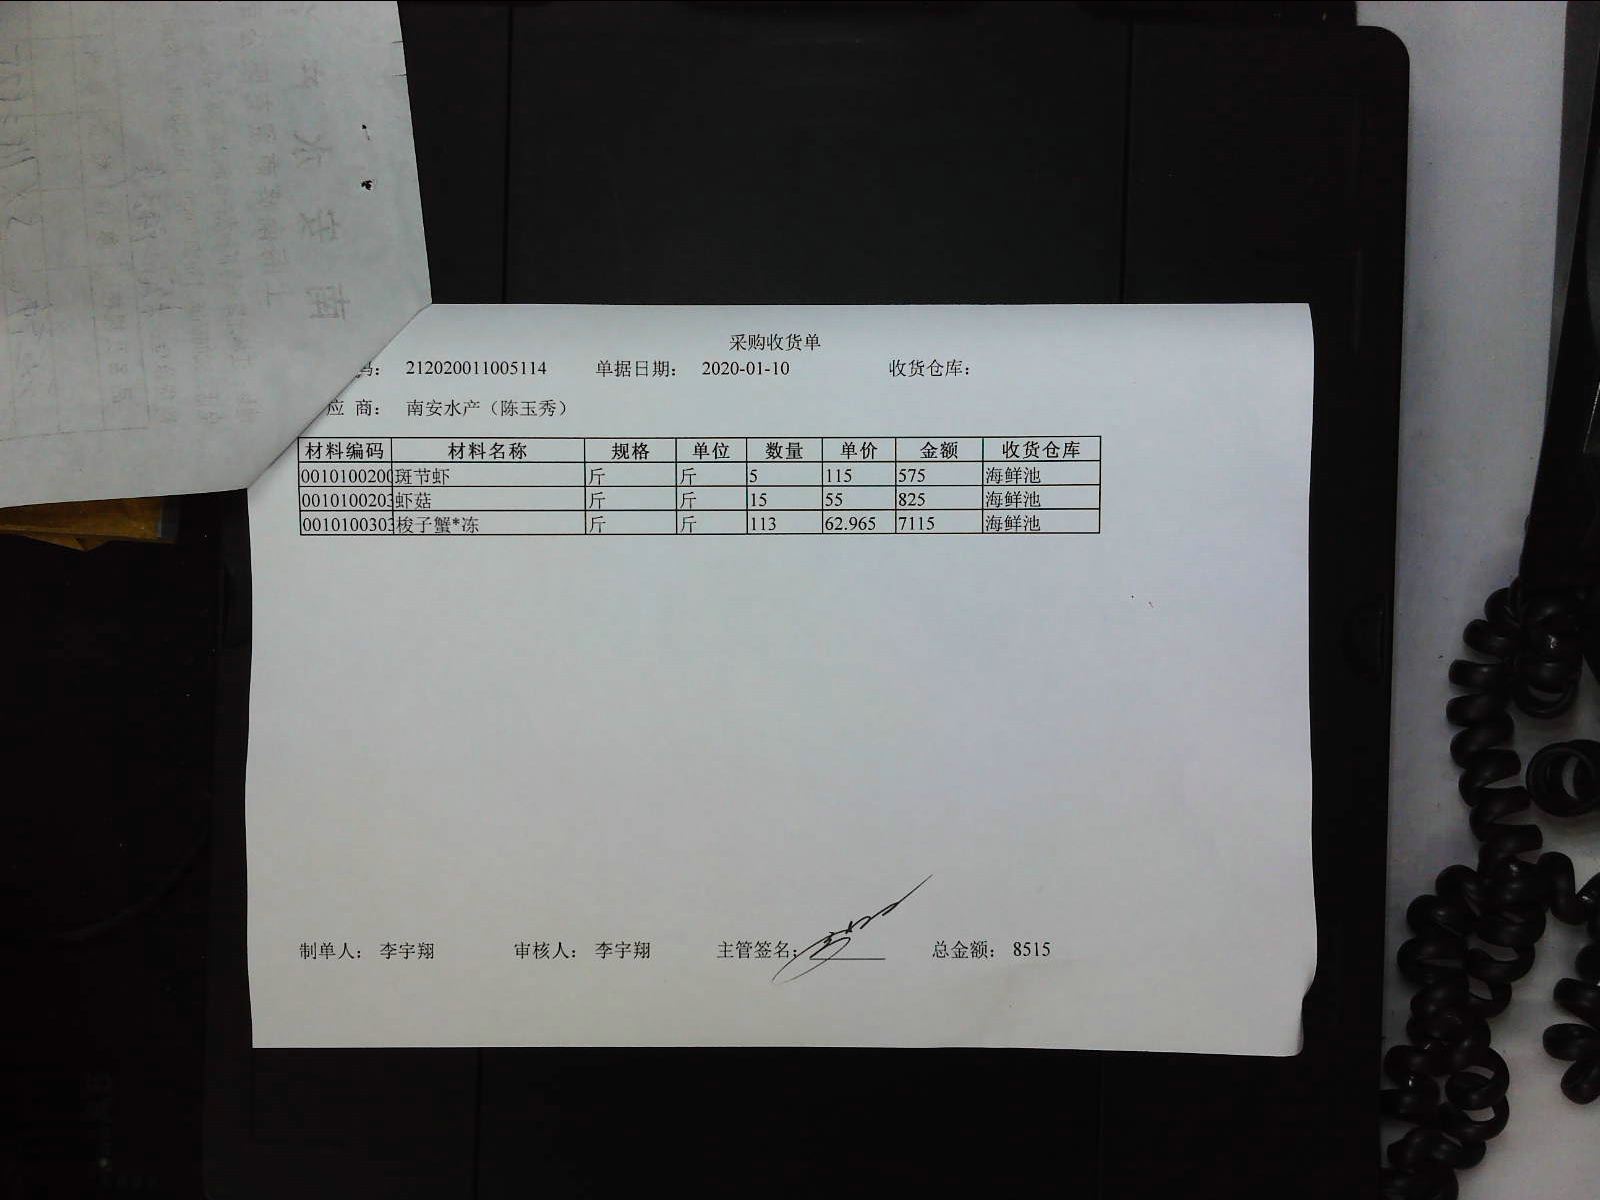 采购收货单
码： 212020011005114 单据日期： 2020-01-10 收货仓库：
应 商： 南安水产（陈玉秀）
材料编码 材料名称 规格 单位 数量 单价 金额 收货仓库
0010100200 斑节虾 斤 斤 5 115 575 海鲜池
0010100203 虾菇 斤 斤 15 55 825 海鲜池
0010100303 梭子蟹*冻 斤 斤 113 62.965 7115 海鲜池
制单人： 李宇翔 审核人： 李宇翔 主管签名： 总金额： 8515